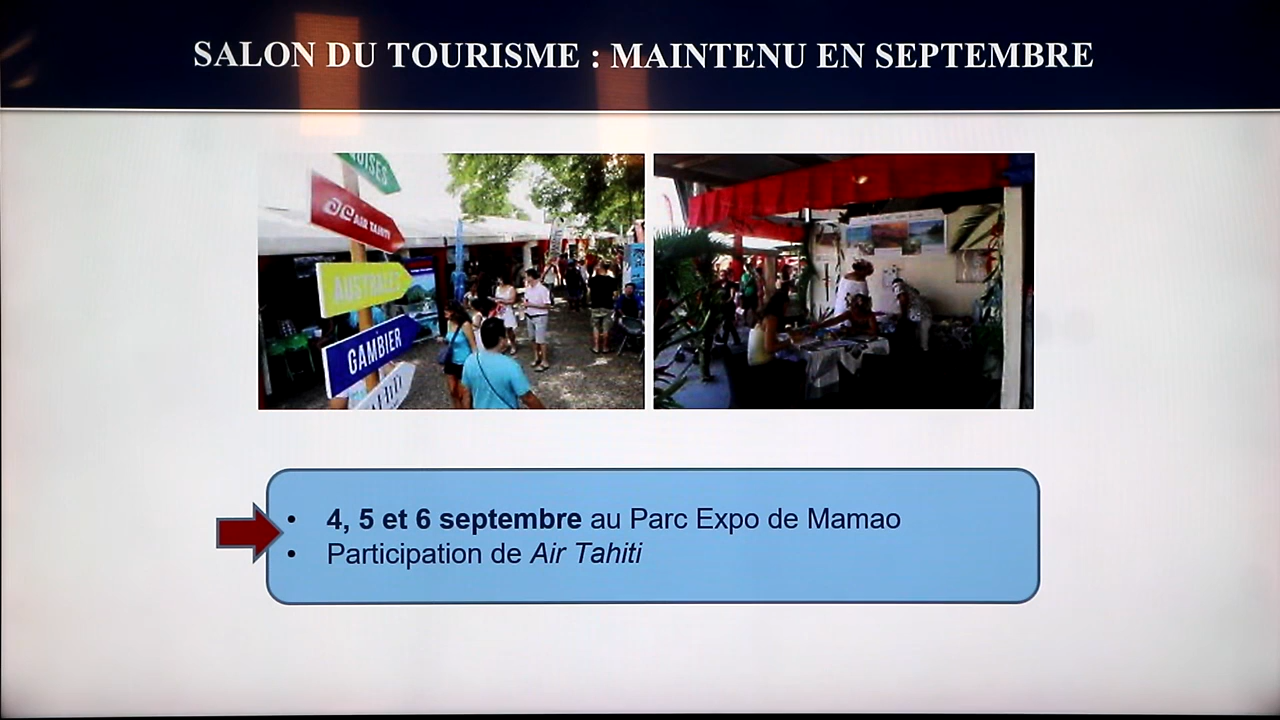 SALON DU TOURISME : MAINTENU EN SEPTEMBRE
AIR TAHITI
AUSTRALES
GAMBIER
• 4, 5 et 6 septembre au Parc Expo de Mamao
• Participation de Air Tahiti